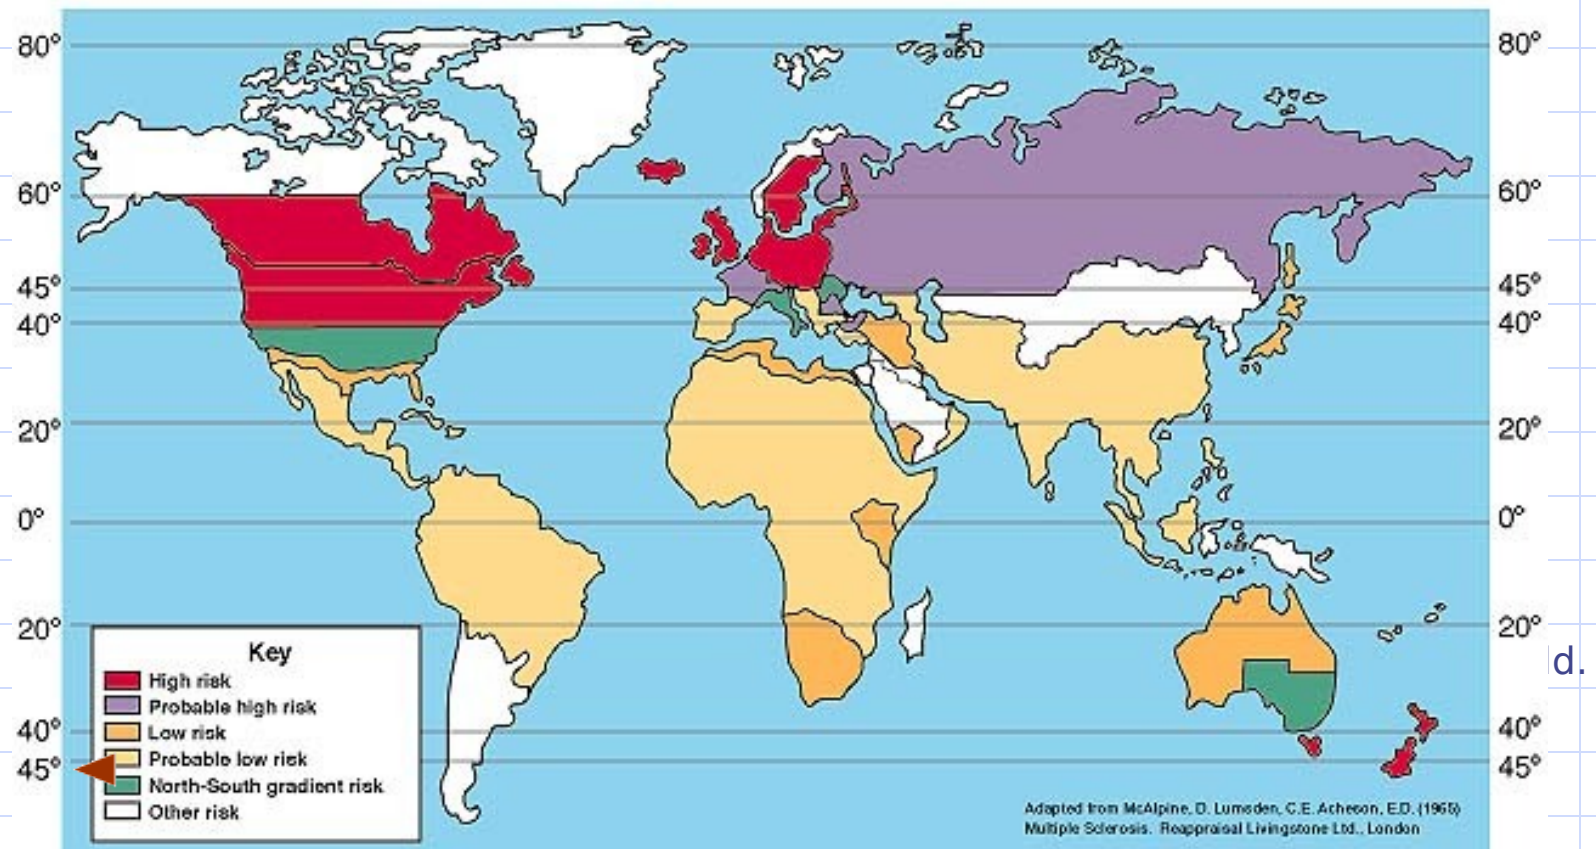 80°
80°
60°
60°
45°
45°
40°
40°
20°
20°
0°
0°
20°
20°
d.
Key
High risk
Probable high risk
Low risk
40°
40°
Probable low risk
45°
45°
North-South gradient risk
Other risk
Adapted from McAlpine, D. Lumsden, C.E. Acheson, E.D. (1965)
Multiple Sclerosis. Reappraisal Livingstone Ltd., London